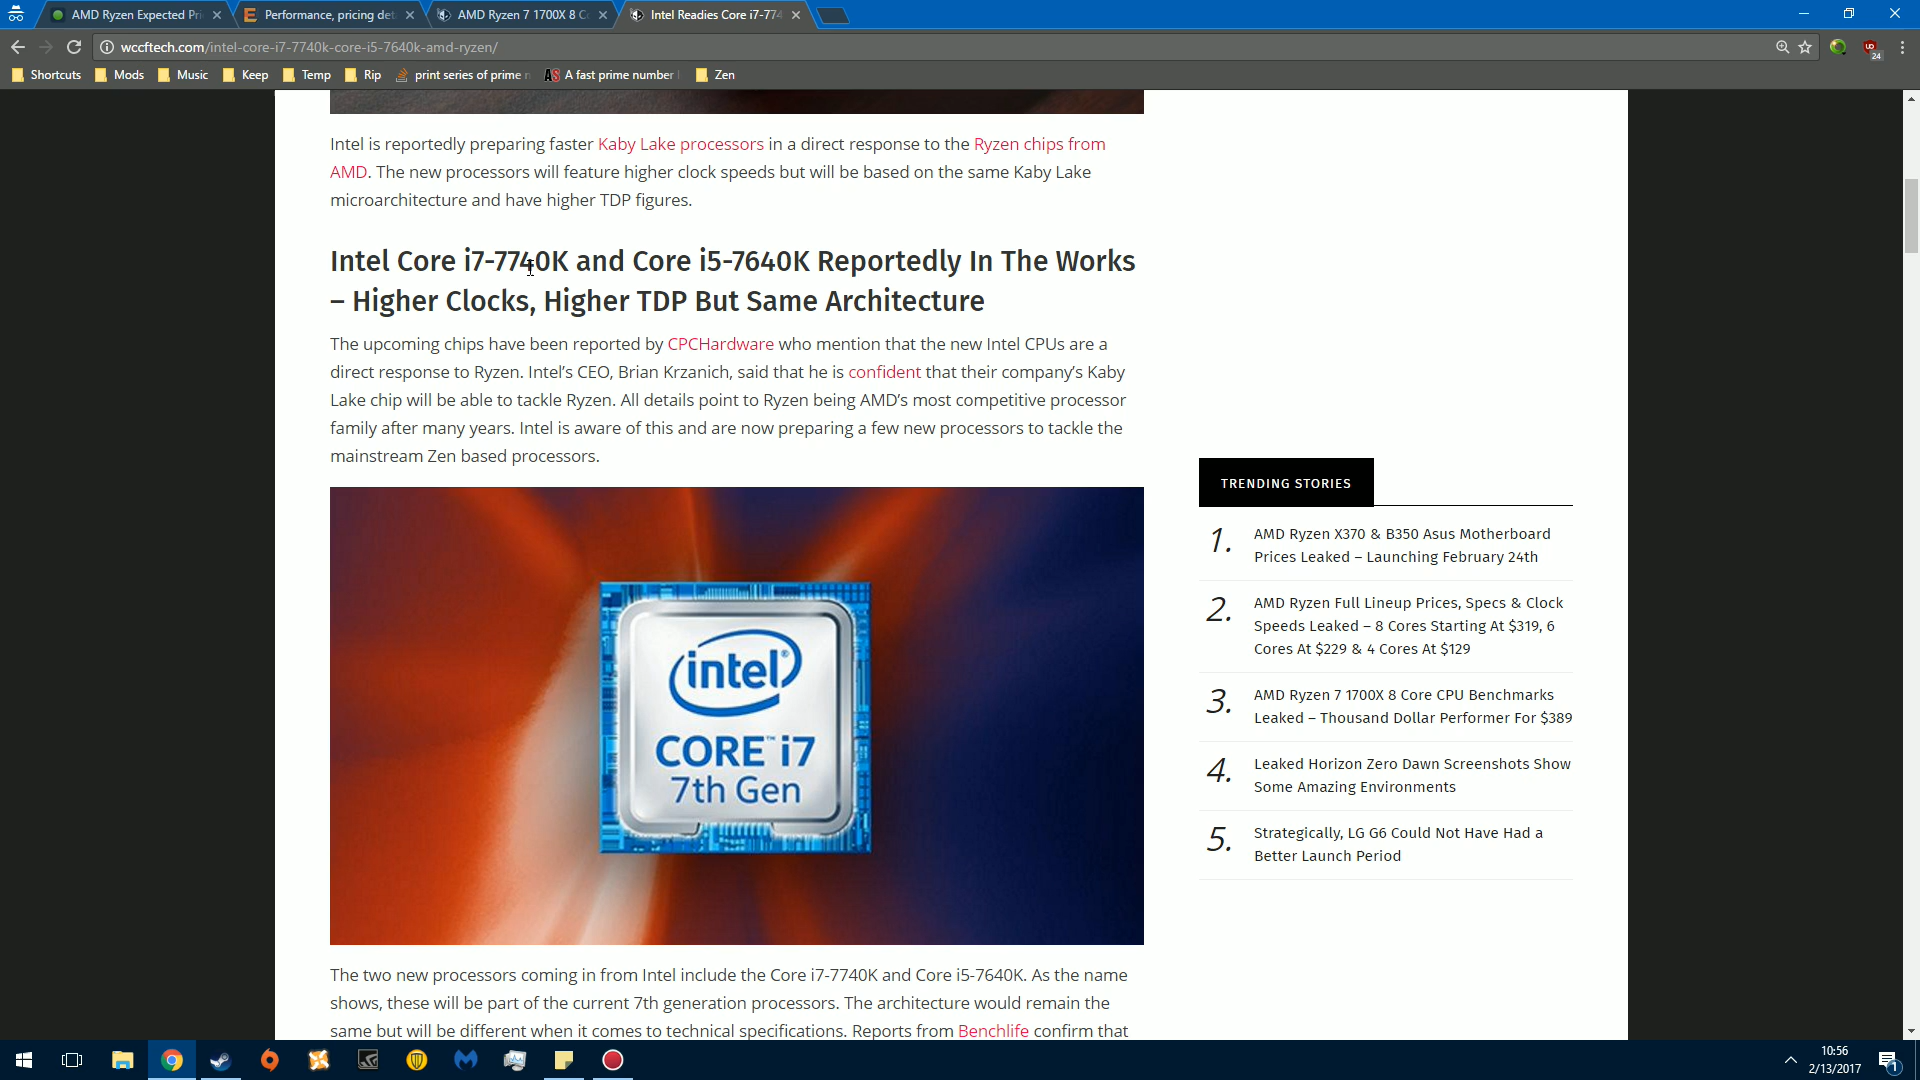 AMD Ryzen Expected Pri
Performance, pricing det
AMD Ryzen 7 1700X 8 C
Intel Readies Core i7-774
wccftech.com/intel-core-i7-7740k-core-i5-7640k-amd-ryzen/
24
Shortcuts
Mods
Music
Keep
Temp
Rip
print series of prime n
A fast prime number
Zen
Intel is reportedly preparing faster Kaby Lake processors in a direct response to the Ryzen chips from
AMD. The new processors will feature higher clock speeds but will be based on the same Kaby Lake
microarchitecture and have higher TDP figures.
Intel Core i7-7740K and Core i5-7640K Reportedly In The Works
– Higher Clocks, Higher TDP But Same Architecture
The upcoming chips have been reported by CPCHardware who mention that the new Intel CPUs are a
direct response to Ryzen. Intel's CEO, Brian Krzanich, said that he is confident that their company's Kaby
Lake chip will be able to tackle Ryzen. All details point to Ryzen being AMD's most competitive processor
family after many years. Intel is aware of this and are now preparing a few new processors to tackle the
mainstream Zen based processors.
intel®
CORE™ i7
7th Gen
The two new processors coming in from Intel include the Core i7-7740K and Core i5-7640K. As the name
shows, these will be part of the current 7th generation processors. The architecture would remain the
same but will be different when it comes to technical specifications. Reports from Benchlife confirm that
TRENDING STORIES
1.
AMD Ryzen X370 & B350 Asus Motherboard
Prices Leaked – Launching February 24th
2.
AMD Ryzen Full Lineup Prices, Specs & Clock
Speeds Leaked – 8 Cores Starting At $319, 6
Cores At $229 & 4 Cores At $129
3.
AMD Ryzen 7 1700X 8 Core CPU Benchmarks
Leaked – Thousand Dollar Performer For $389
4.
Leaked Horizon Zero Dawn Screenshots Show
Some Amazing Environments
5.
Strategically, LG G6 Could Not Have Had a
Better Launch Period
10:56
2/13/2017
1